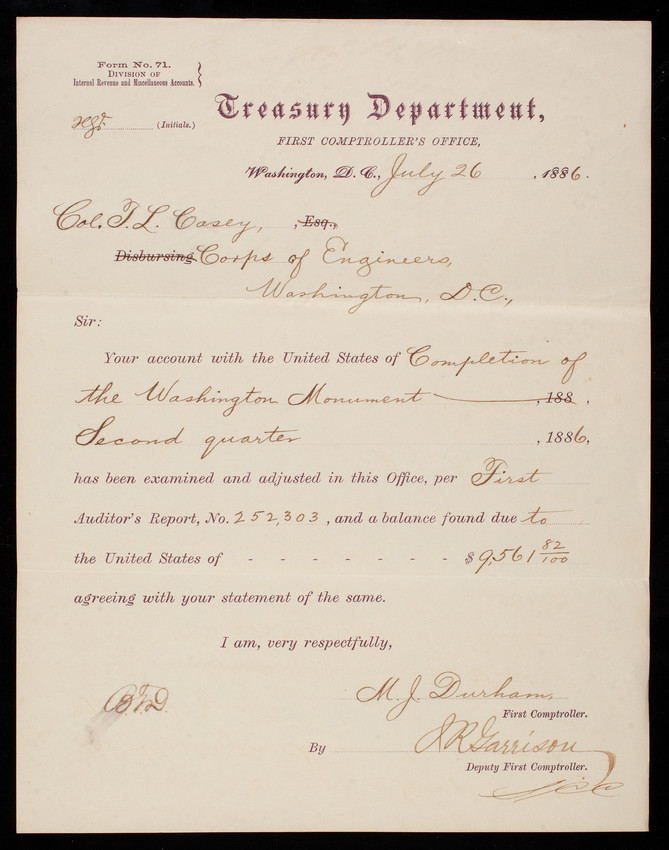 Form No. 71.
DIVISION OF
Internal Revenue and Miscellaneous Accounts.
(Initials.)
Treasury Department,
FIRST COMPTROLLER'S OFFICE,
Washington, D. C., July 26, 1886.
Col. T. L. Casey, , Esq.,
Disbursing Corps of Engineers,
Washington, D.C.,
Sir:
Your account with the United States of Completion of
the Washington Monument , 188 ,
Second quarter , 1886,
has been examined and adjusted in this Office, per First
Auditor's Report, No. 252,303, and a balance found due to
the United States of - - - - - - - $9,561 82/100
agreeing with your statement of the same.
I am, very respectfully,
M. J. Durham,
First Comptroller.
By J R Garrison
Deputy First Comptroller.